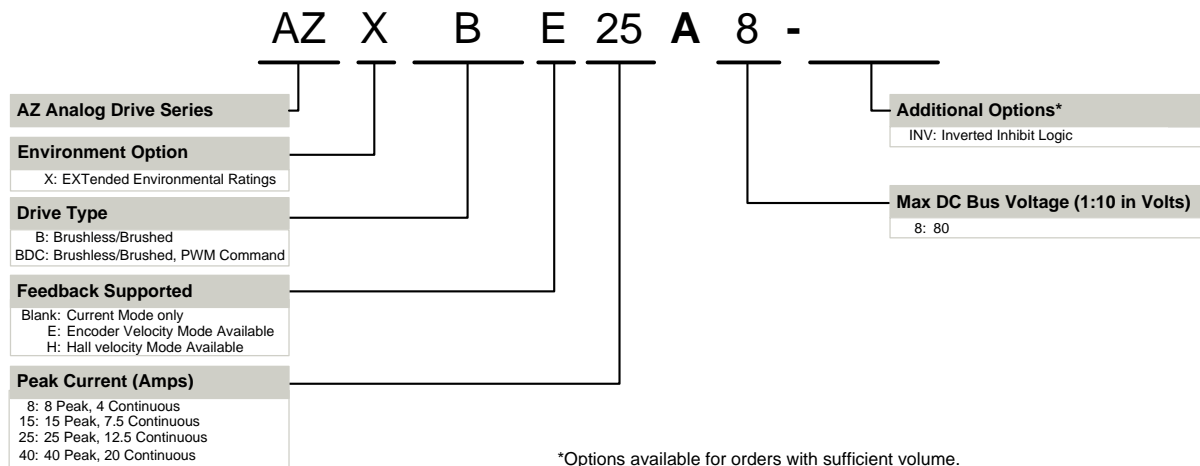 AZ X B E 25 A 8 -
AZ Analog Drive Series
Environment Option
X: EXTended Environmental Ratings
Drive Type
B: Brushless/Brushed
BDC: Brushless/Brushed, PWM Command
Feedback Supported
Blank: Current Mode only
E: Encoder Velocity Mode Available
H: Hall velocity Mode Available
Peak Current (Amps)
8: 8 Peak, 4 Continuous
15: 15 Peak, 7.5 Continuous
25: 25 Peak, 12.5 Continuous
40: 40 Peak, 20 Continuous
Additional Options*
INV: Inverted Inhibit Logic
Max DC Bus Voltage (1:10 in Volts)
8: 80
*Options available for orders with sufficient volume.